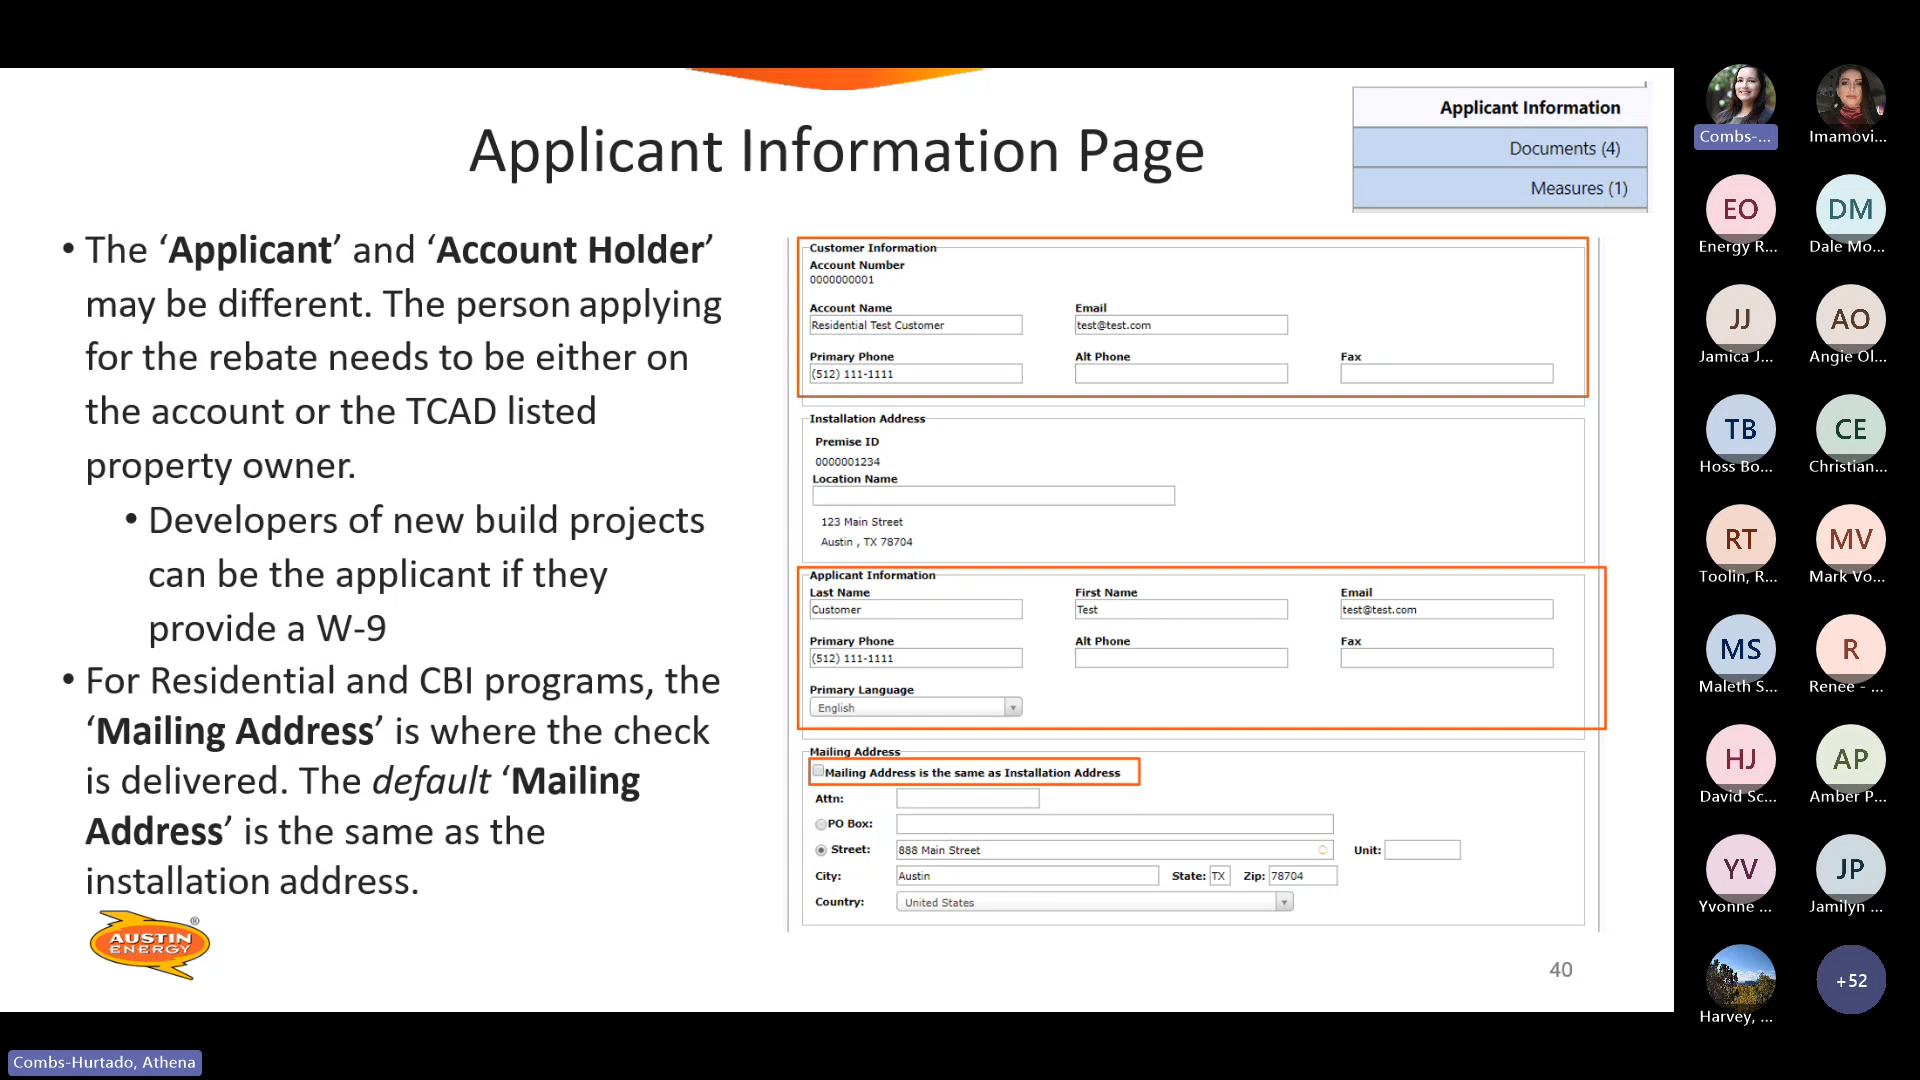 Applicant Information Page
Applicant Information
Documents (4)
Measures (1)
• The ‘Applicant’ and ‘Account Holder’
may be different. The person applying
for the rebate needs to be either on
the account or the TCAD listed
property owner.
• Developers of new build projects
can be the applicant if they
provide a W-9
• For Residential and CBI programs, the
‘Mailing Address’ is where the check
is delivered. The default ‘Mailing
Address’ is the same as the
installation address.
AUSTIN
ENERGY
®
Customer Information
Account Number
0000000001
Account Name Email
Residential Test Customer test@test.com
Primary Phone Alt Phone Fax
(512) 111-1111
Installation Address
Premise ID
0000001234
Location Name
123 Main Street
Austin , TX 78704
Applicant Information
Last Name First Name Email
Customer Test test@test.com
Primary Phone Alt Phone Fax
(512) 111-1111
Primary Language
English
Mailing Address
Mailing Address is the same as Installation Address
Attn:
PO Box:
Street: 888 Main Street Unit:
City: Austin State: TX Zip: 78704
Country: United States
40
Combs-... Imamovi...
EO DM
Energy R... Dale Mo...
JJ AO
Jamica J... Angie Ol...
TB CE
Hoss Bo... Christian...
RT MV
Toolin, R... Mark Vo...
MS R
Maleth S... Renee - ...
HJ AP
David Sc... Amber P...
YV JP
Yvonne ... Jamilyn ...
+52
Harvey, ...
Combs-Hurtado, Athena